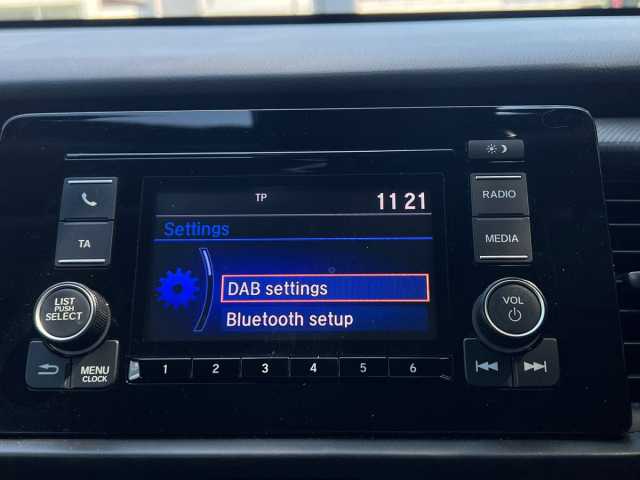 TP 11 21
Settings
DAB settings
Bluetooth setup
TA
LIST
PUSH
SELECT
MENU
CLOCK
1 2 3 4 5 6
RADIO
MEDIA
VOL